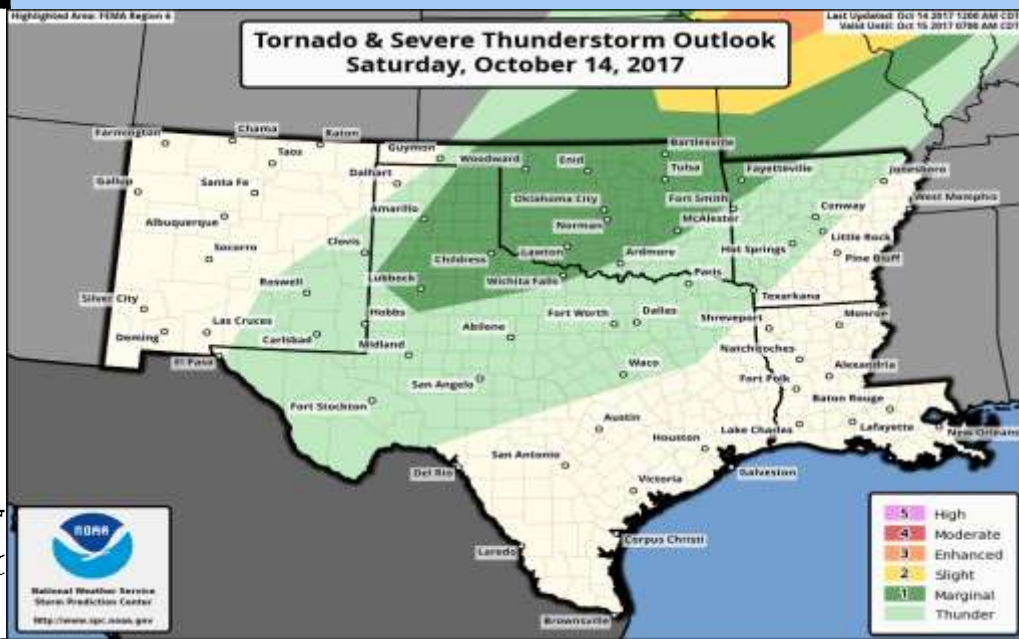 Highlighted Area: FEMA Region 6
Last Updated: Oct 14 2017 1200 AM CDT
Valid Until: Oct 15 2017 0700 AM CDT
Tornado & Severe Thunderstorm Outlook
Saturday, October 14, 2017
Farmington
Chama
Raton
Taos
Guymon
Woodward
Enid
Bartlesville
Tulsa
Fayetteville
Jonesboro
Gallup
Santa Fe
Dalhart
Oklahoma City
Fort Smith
West Memphis
Albuquerque
Amarillo
Norman
McAlester
Conway
Socorro
Clovis
Childress
Lawton
Ardmore
Hot Springs
Little Rock
Pine Bluff
Roswell
Lubbock
Wichita Falls
Paris
Texarkana
Silver City
Las Cruces
Hobbs
Abilene
Fort Worth
Dallas
Shreveport
Monroe
Deming
Carlsbad
Midland
El Paso
San Angelo
Waco
Natchitoches
Alexandria
Fort Polk
Fort Stockton
Baton Rouge
Austin
Lake Charles
Lafayette
New Orleans
Houston
Del Rio
San Antonio
Galveston
Victoria
Laredo
Corpus Christi
Brownsville
NOAA
National Weather Service
Storm Prediction Center
http://www.spc.noaa.gov
5 High
4 Moderate
3 Enhanced
2 Slight
1 Marginal
Thunder